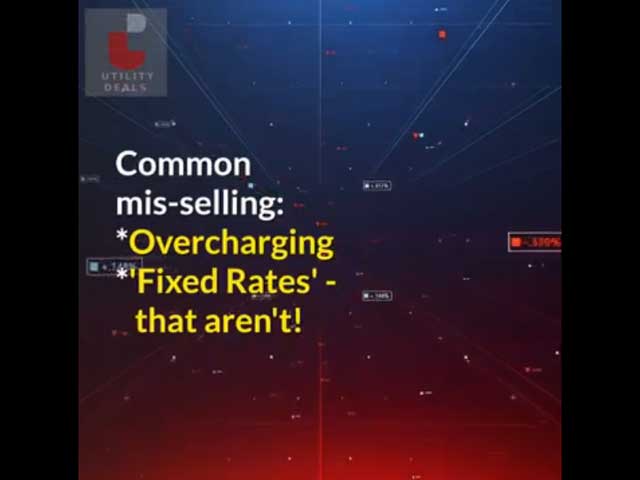 UTILITY
DEALS
Common
mis-selling:
*Overcharging
*'Fixed Rates' -
that aren't!